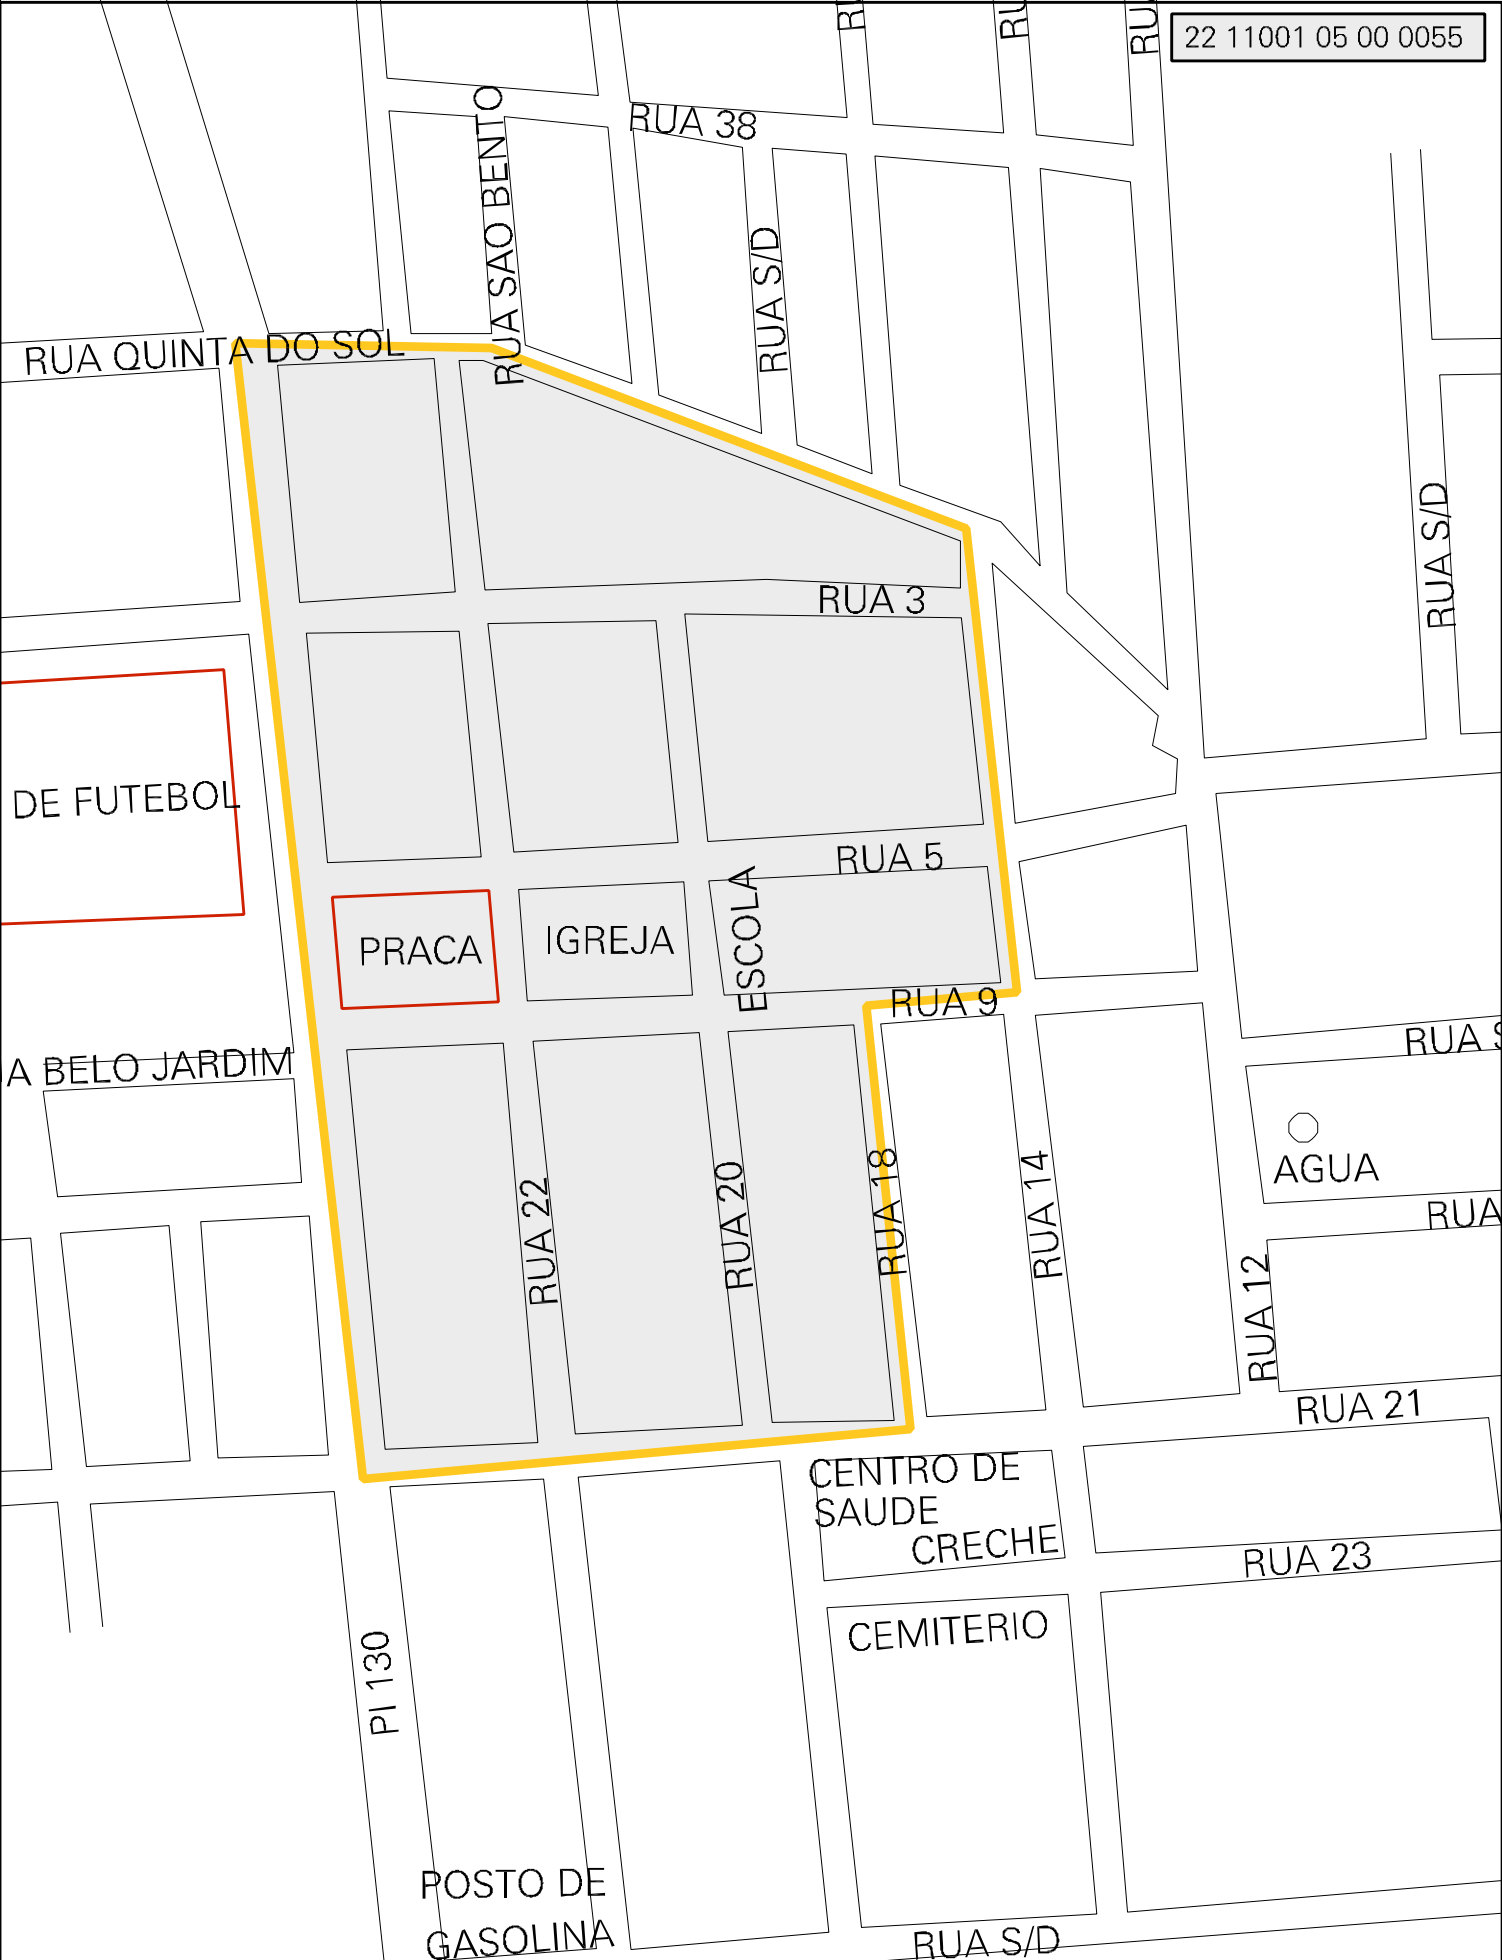 22 11001 05 00 0055
RUA 38
RUA SAO BENTO
RUA S/D
RUA QUINTA DO SOL
RUA S/D
RUA 3
DE FUTEBOL
RUA 5
PRACA
IGREJA
ESCOLA
RUA 9
A BELO JARDIM
RUA S
AGUA
RUA
RUA 22
RUA 20
RUA 18
RUA 14
RUA 12
RUA 21
CENTRO DE
SAUDE
CRECHE
RUA 23
CEMITERIO
PI 130
POSTO DE
GASOLINA
RUA S/D